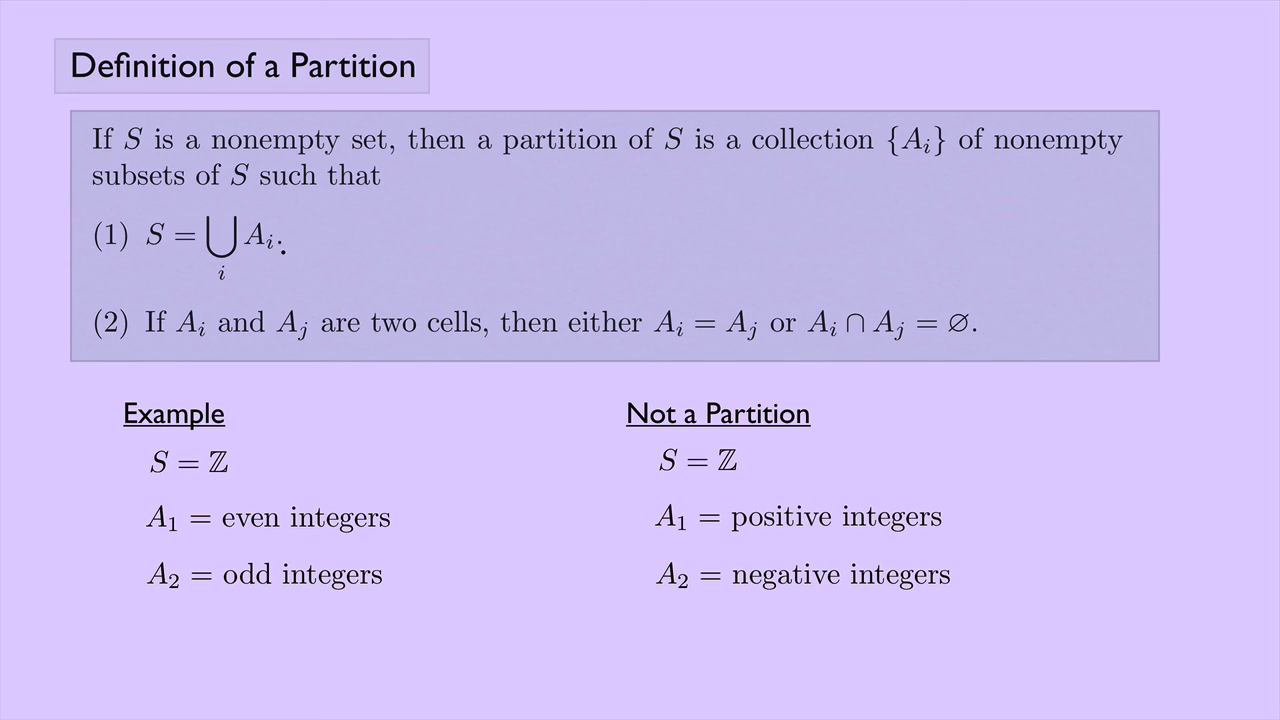 Definition of a Partition
If S is a nonempty set, then a partition of S is a collection {A_i} of nonempty
subsets of S such that
(1) S = ⋃_i A_i.
(2) If A_i and A_j are two cells, then either A_i = A_j or A_i ∩ A_j = ∅.
Example
S = ℤ
A_1 = even integers
A_2 = odd integers
Not a Partition
S = ℤ
A_1 = positive integers
A_2 = negative integers